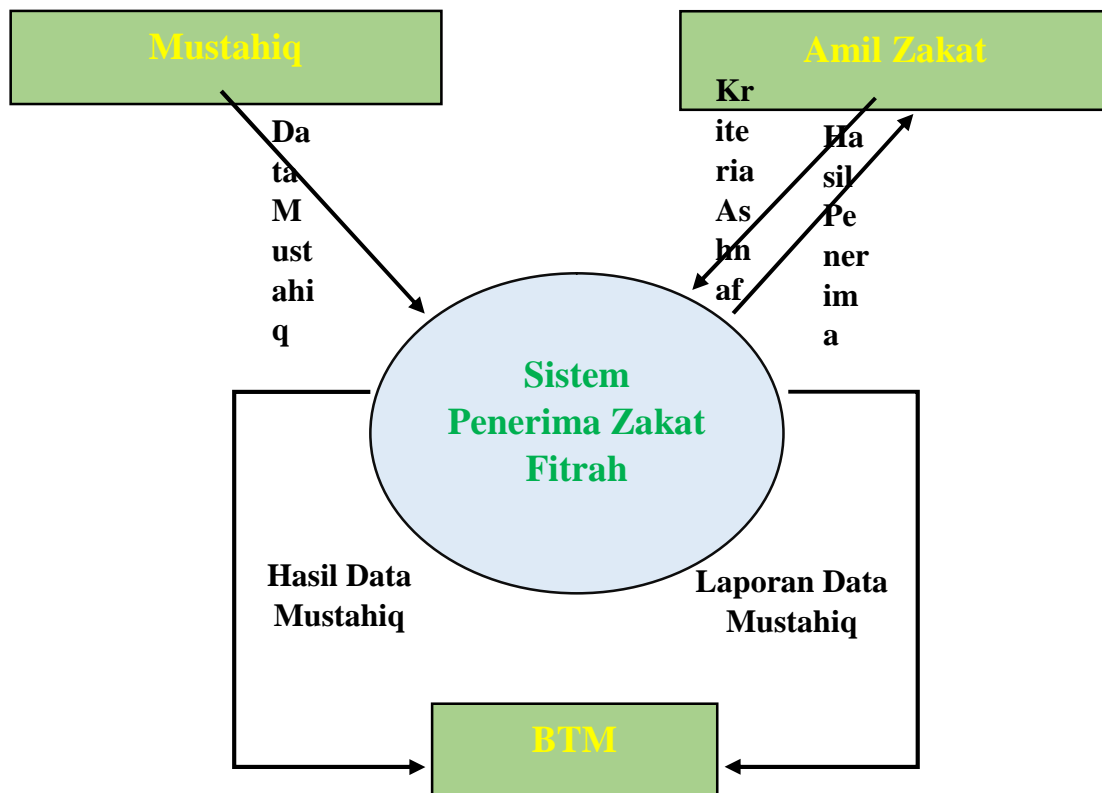 Mustahiq
Amil Zakat
Da
ta
M
ust
ahi
q
Kr
ite
ria
As
hn
af
Ha
sil
Pe
ner
im
a
Sistem
Penerima Zakat
Fitrah
Hasil Data
Mustahiq
Laporan Data
Mustahiq
BTM